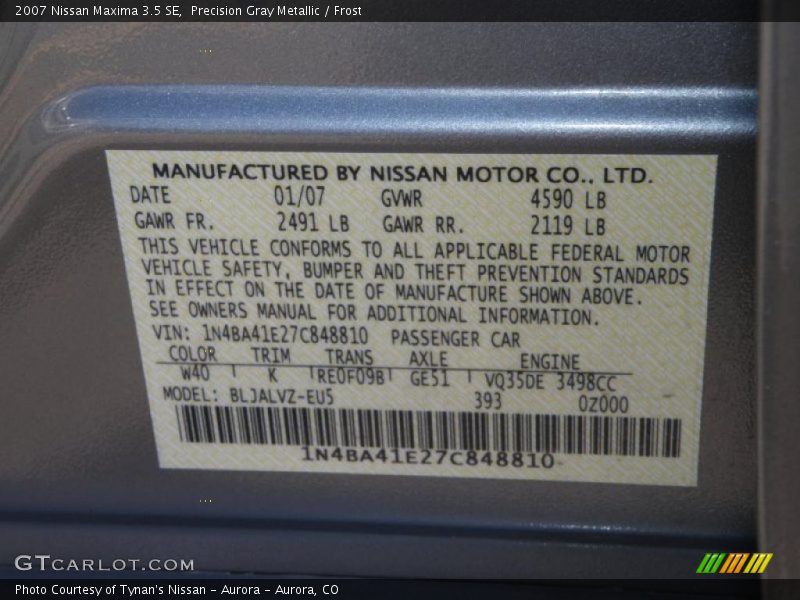 2007 Nissan Maxima 3.5 SE, Precision Gray Metallic / Frost
MANUFACTURED BY NISSAN MOTOR CO., LTD.
DATE 01/07 GVWR 4590 LB
GAWR FR. 2491 LB GAWR RR. 2119 LB
THIS VEHICLE CONFORMS TO ALL APPLICABLE FEDERAL MOTOR
VEHICLE SAFETY, BUMPER AND THEFT PREVENTION STANDARDS
IN EFFECT ON THE DATE OF MANUFACTURE SHOWN ABOVE.
SEE OWNERS MANUAL FOR ADDITIONAL INFORMATION.
VIN: 1N4BA41E27C848810 PASSENGER CAR
COLOR TRIM TRANS AXLE ENGINE
W40 K RE0F09B GE51 VQ35DE 3498CC
MODEL: BLJALVZ-EU5 393 0Z000
1N4BA41E27C848810
GTCARLOT.COM
Photo Courtesy of Tynan's Nissan - Aurora - Aurora, CO